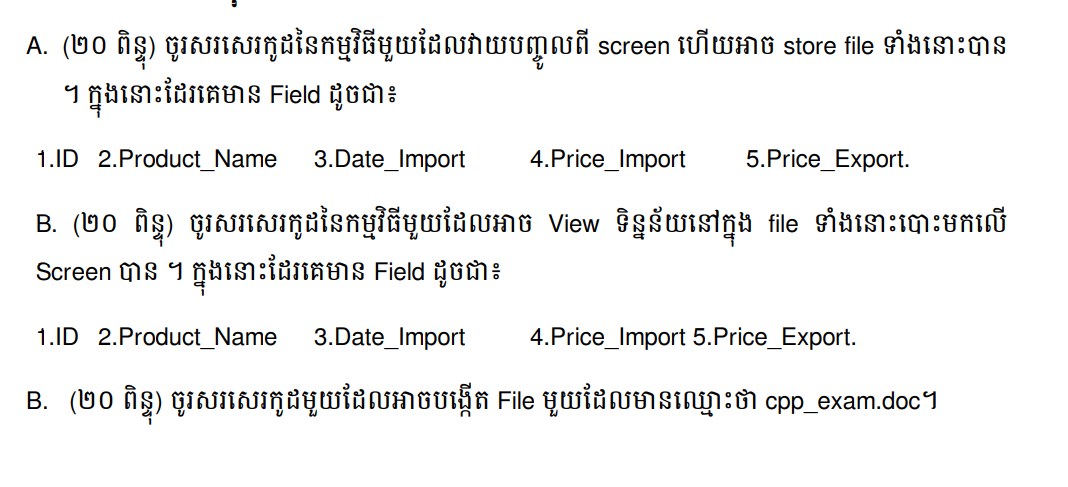 A. (២០ ពិន្ទុ) ចូរសរសេរកូដនៃកម្មវិធីមួយដែលវាយបញ្ចូលពី screen ហើយអាច store file ទាំងនោះបាន
។ ក្នុងនោះដែរគេមាន Field ដូចជា៖
1.ID 2.Product_Name 3.Date_Import 4.Price_Import 5.Price_Export.
B. (២០ ពិន្ទុ) ចូរសរសេរកូដនៃកម្មវិធីមួយដែលអាច View ទិន្នន័យនៅក្នុង file ទាំងនោះបោះមកលើ
Screen បាន ។ ក្នុងនោះដែរគេមាន Field ដូចជា៖
1.ID 2.Product_Name 3.Date_Import 4.Price_Import 5.Price_Export.
B. (២០ ពិន្ទុ) ចូរសរសេរកូដមួយដែលអាចបង្កើត File មួយដែលមានឈ្មោះថា cpp_exam.doc។